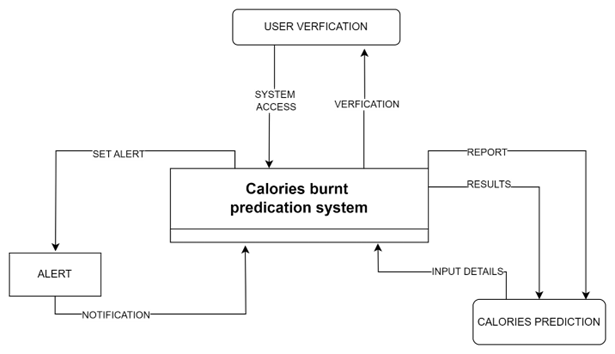 USER VERFICATION
SYSTEM
ACCESS
VERFICATION
SET ALERT
REPORT
Calories burnt
predication system
RESULTS
ALERT
INPUT DETAILS
NOTIFICATION
CALORIES PREDICTION